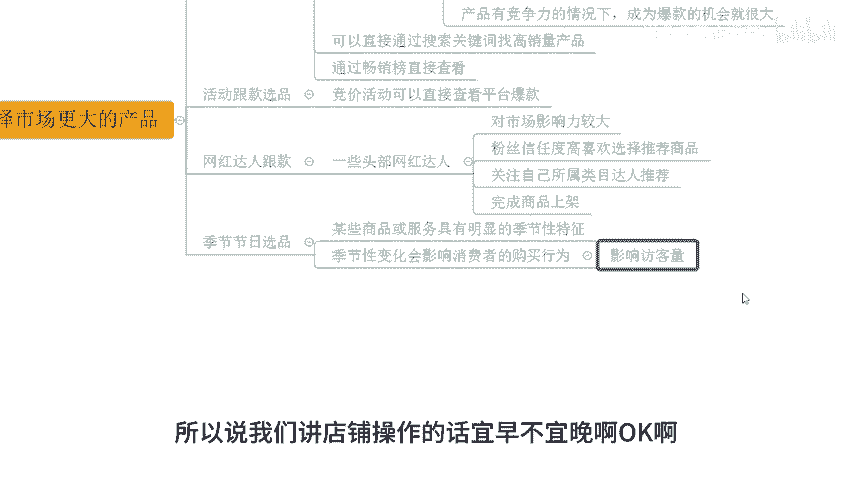 产品有竞争力的情况下，成为爆款的机会就很大
可以直接通过搜索关键词找高销量产品
通过畅销榜直接查看
活动跟款选品
竞价活动可以直接查看平台爆款
择市场更大的产品
对市场影响力较大
网红达人跟款
一些头部网红达人
粉丝信任度高喜欢选择推荐商品
关注自己所属类目达人推荐
完成商品上架
季节节日选品
某些商品或服务具有明显的季节性特征
季节性变化会影响消费者的购买行为
影响访客量
所以说我们讲店铺操作的话宜早不宜晚啊OK啊